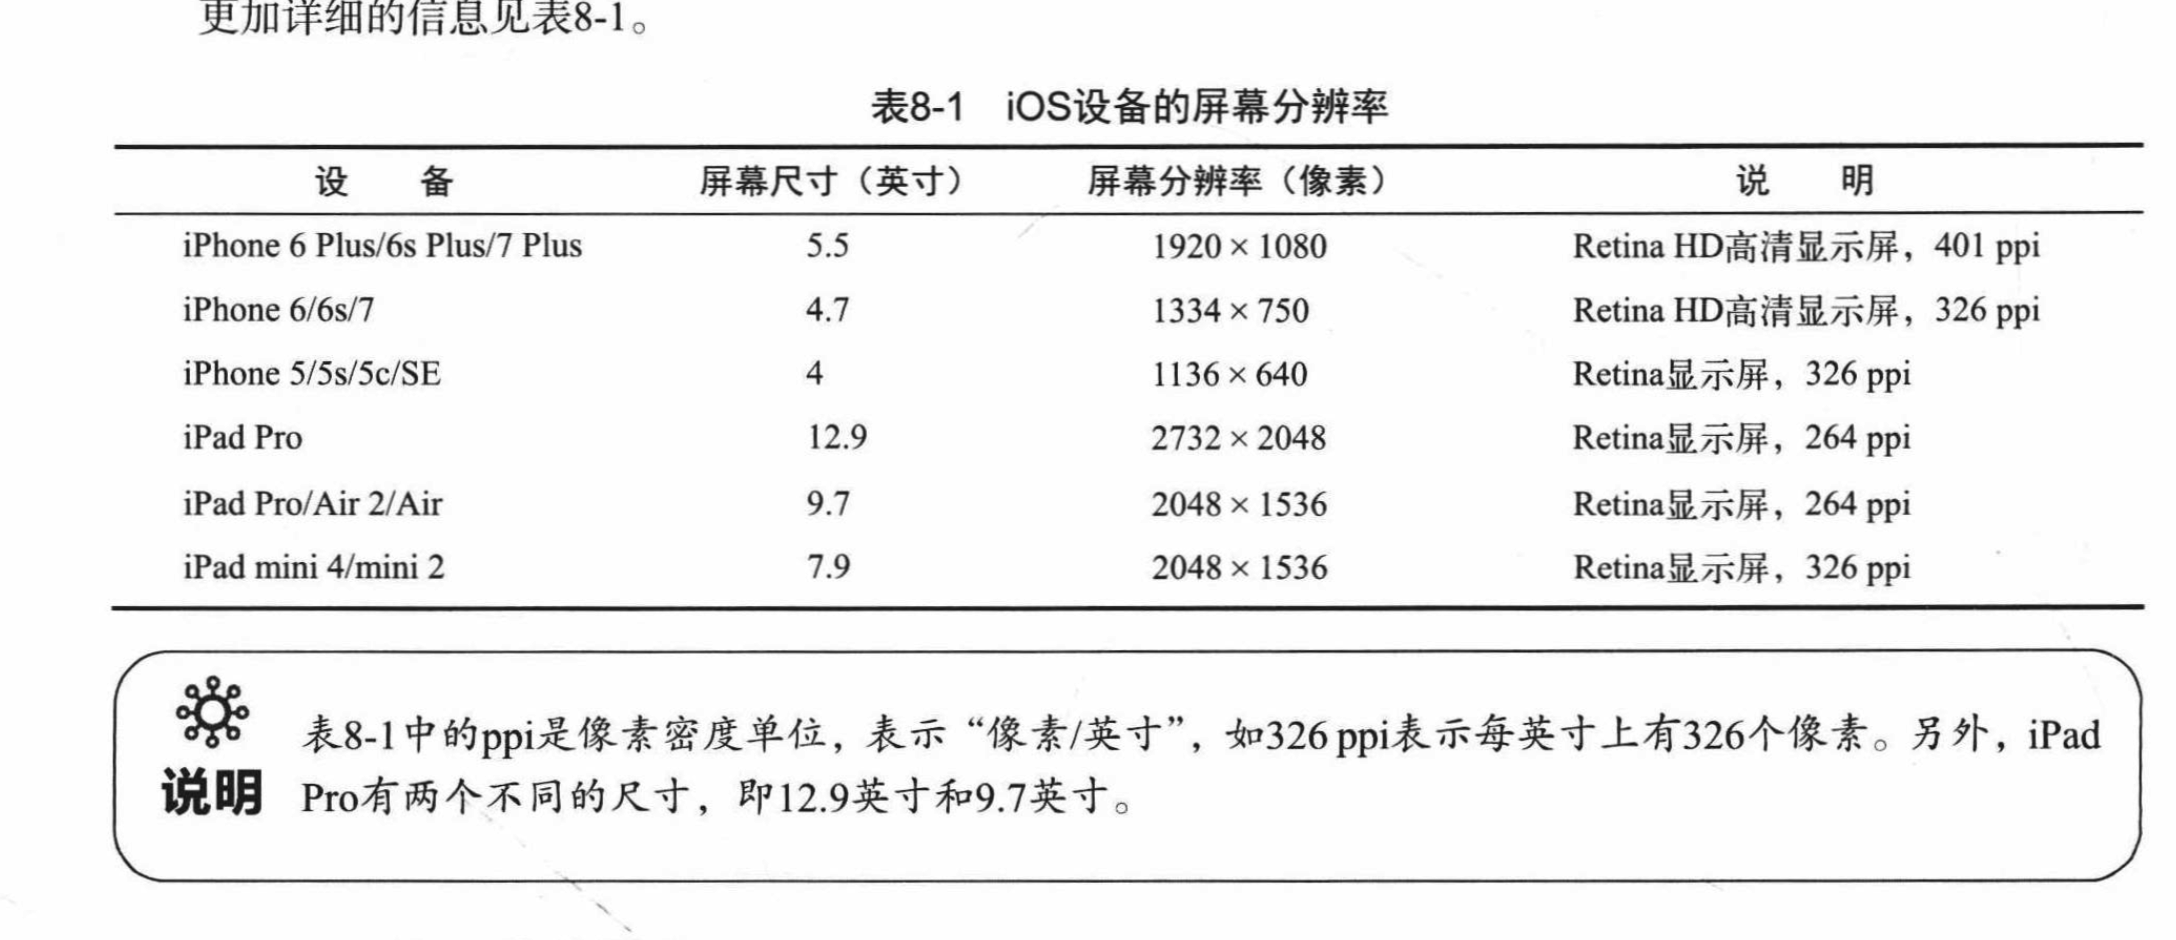 更加详细的信息见表8-1。
表8-1 iOS设备的屏幕分辨率
设 备 屏幕尺寸（英寸） 屏幕分辨率（像素） 说 明
iPhone 6 Plus/6s Plus/7 Plus 5.5 1920 × 1080 Retina HD高清显示屏，401 ppi
iPhone 6/6s/7 4.7 1334 × 750 Retina HD高清显示屏，326 ppi
iPhone 5/5s/5c/SE 4 1136 × 640 Retina显示屏，326 ppi
iPad Pro 12.9 2732 × 2048 Retina显示屏，264 ppi
iPad Pro/Air 2/Air 9.7 2048 × 1536 Retina显示屏，264 ppi
iPad mini 4/mini 2 7.9 2048 × 1536 Retina显示屏，326 ppi
说明
表8-1中的ppi是像素密度单位，表示“像素/英寸”，如326 ppi表示每英寸上有326个像素。另外，iPad
Pro有两个不同的尺寸，即12.9英寸和9.7英寸。